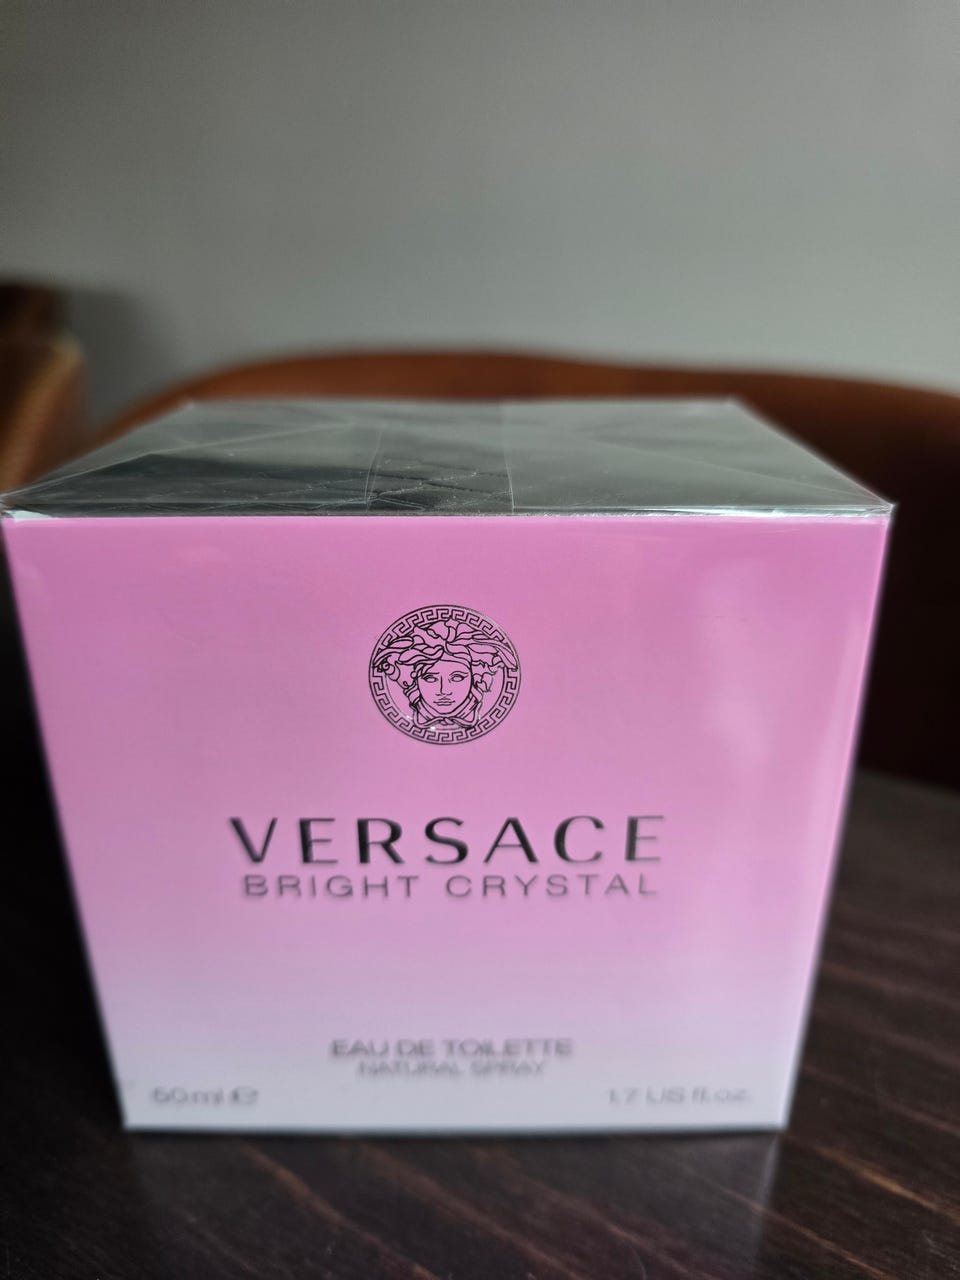 VERSACE
BRIGHT CRYSTAL
EAU DE TOILETTE
NATURAL SPRAY
50 ml e 1.7 US fl.oz.